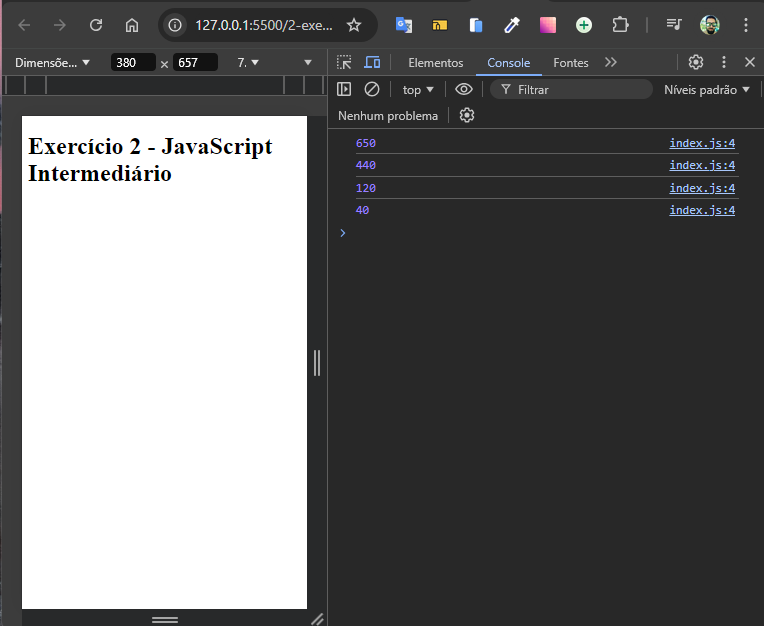 127.0.0.1:5500/2-exe...
Dimensõe...
380
×
657
7.
Elementos
Console
Fontes
top
Filtrar
Níveis padrão
Nenhum problema
Exercício 2 - JavaScript
Intermediário
650 index.js:4
440 index.js:4
120 index.js:4
40 index.js:4